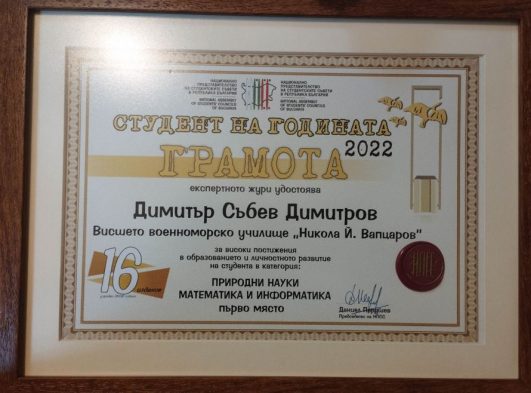 НАЦИОНАЛНО
ПРЕДСТАВИТЕЛСТВО
НА СТУДЕНТСКИТЕ СЪВЕТИ
В РЕПУБЛИКА БЪЛГАРИЯ
NATIONAL ASSEMBLY
OF STUDENTS' COUNCILS
OF BULGARIA
НАЦИОНАЛНО
ПРЕДСТАВИТЕЛСТВО
НА СТУДЕНТСКИТЕ СЪВЕТИ
В РЕПУБЛИКА БЪЛГАРИЯ
NATIONAL ASSEMBLY
OF STUDENTS' COUNCILS
OF BULGARIA
СТУДЕНТ НА ГОДИНАТА
2022
ГРАМОТА
експертното жури удостоява
Димитър Събев Димитров
Висшето военноморско училище „Никола Й. Вапцаров"
за високи постижения
в образованието и личностното развитие
на студента в категория:
ПРИРОДНИ НАУКИ
МАТЕМАТИКА И ИНФОРМАТИКА
първо място
16
издание
Данаил
Председател на НПСС